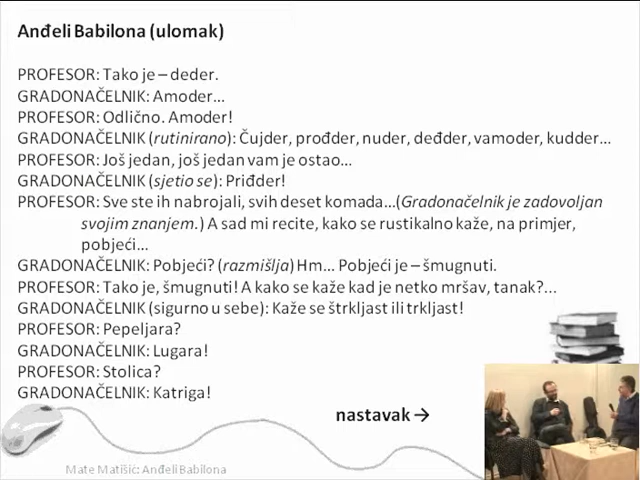 Anđeli Babilona (ulomak)
PROFESOR: Tako je – deder.
GRADONAČELNIK: Amoder...
PROFESOR: Odlično. Amoder!
GRADONAČELNIK (rutinirano): Čujder, prođder, nuder, deđder, vamoder, kudder...
PROFESOR: Još jedan, još jedan vam je ostao...
GRADONAČELNIK (sjetio se): Priđder!
PROFESOR: Sve ste ih nabrojali, svih deset komada...(Gradonačelnik je zadovoljan
svojim znanjem.) A sad mi recite, kako se rustikalno kaže, na primjer,
pobjeći...
GRADONAČELNIK: Pobjeći? (razmišlja) Hm... Pobjeći je – šmugnuti.
PROFESOR: Tako je, šmugnuti! A kako se kaže kad je netko mršav, tanak?...
GRADONAČELNIK (sigurno u sebe): Kaže se štrkljast ili trkljast!
PROFESOR: Pepeljara?
GRADONAČELNIK: Lugara!
PROFESOR: Stolica?
GRADONAČELNIK: Katriga!
nastavak →
Mate Matišić: Anđeli Babilona